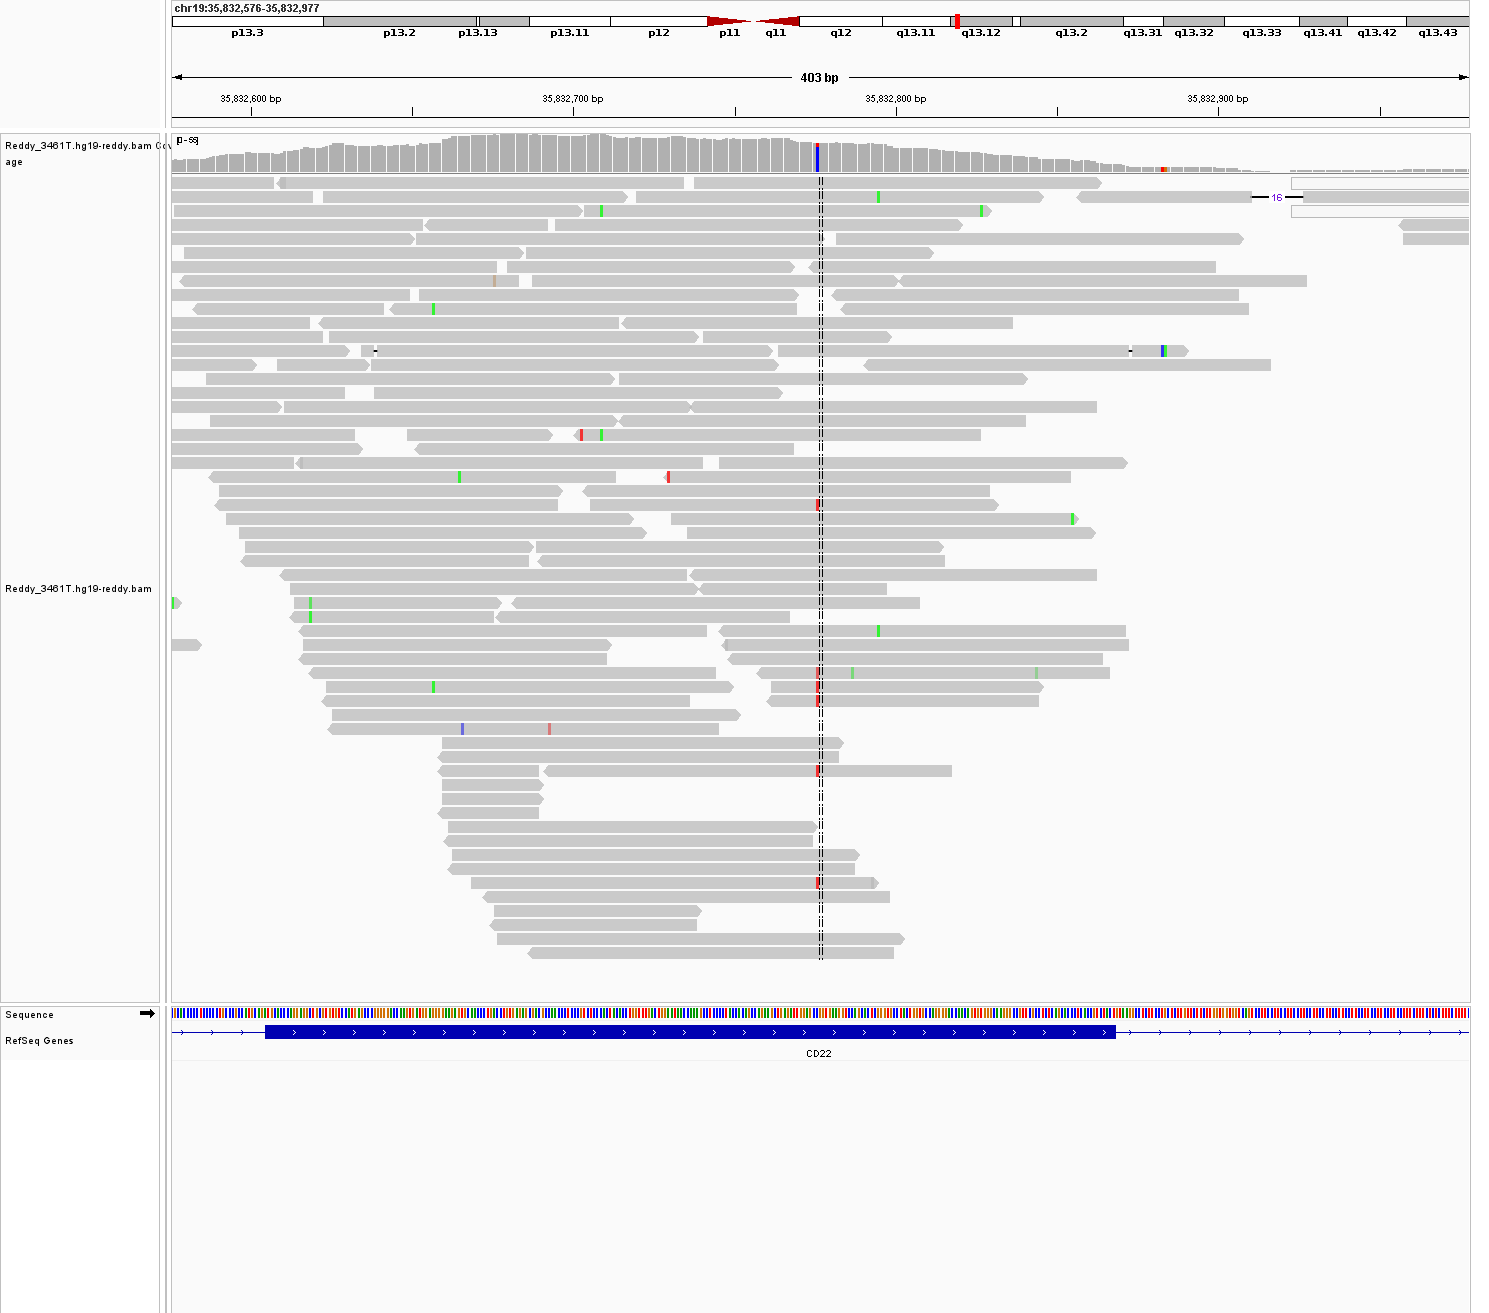 chr19:35,832,576-35,832,977
p13.3 p13.2 p13.13 p13.11 p12 p11 q11 q12 q13.11 q13.12 q13.2 q13.31 q13.32 q13.33 q13.41 q13.42 q13.43
403 bp
35,832,600 bp 35,832,700 bp 35,832,800 bp 35,832,900 bp
Reddy_3461T.hg19-reddy.bam Cov
age
16
Reddy_3461T.hg19-reddy.bam
Sequence
RefSeq Genes
CD22